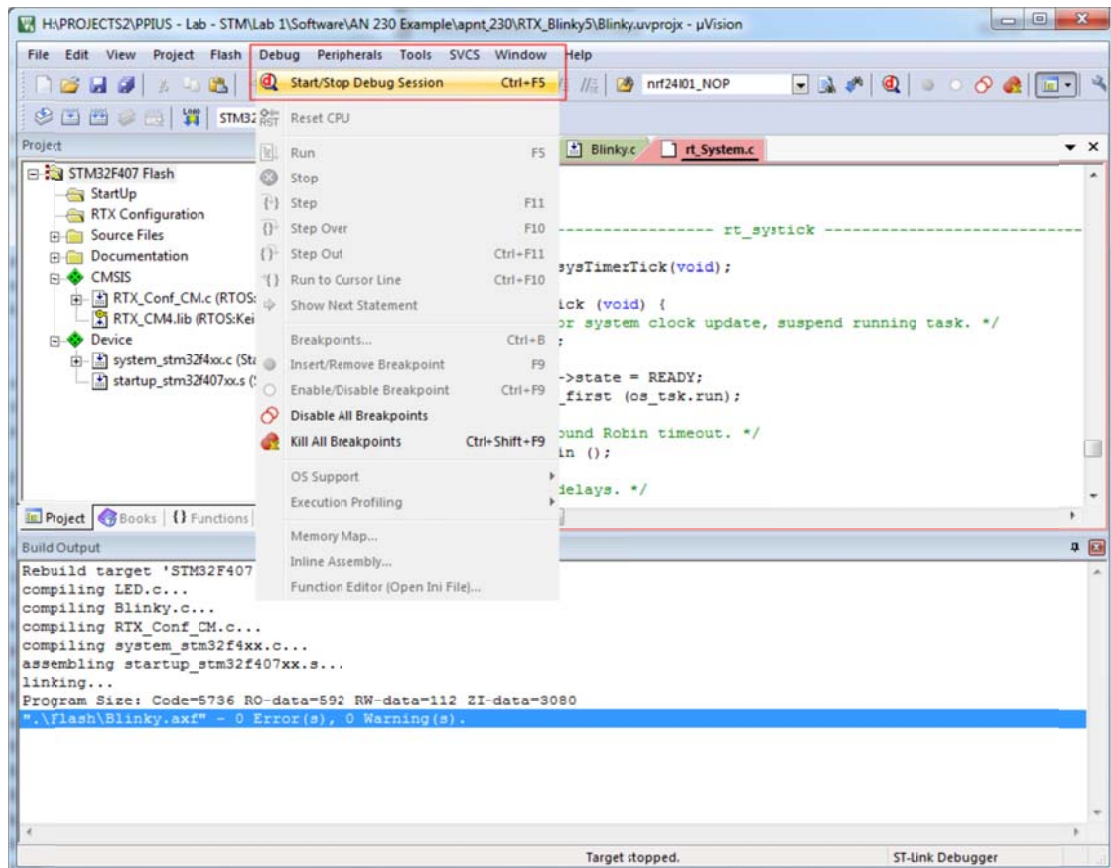 H:\PROJECTS2\PPIUS - Lab - STM\Lab 1\Software\AN 230 Example\apnt_230\RTX_Blinky5\Blinky.uvprojx - µVision
File Edit View Project Flash Debug Peripherals Tools SVCS Window Help
nrf24l01_NOP
STM32
Project
STM32F407 Flash
StartUp
RTX Configuration
Source Files
Documentation
CMSIS
RTX_Conf_CM.c (RTOS:
RTX_CM4.lib (RTOS:Kei
Device
system_stm32f4xx.c (Sta
startup_stm32f407xx.s (S
Project Books {} Functions
Start/Stop Debug Session Ctrl+F5
Reset CPU
Run F5
Stop
Step F11
Step Over F10
Step Out Ctrl+F11
Run to Cursor Line Ctrl+F10
Show Next Statement
Breakpoints... Ctrl+B
Insert/Remove Breakpoint F9
Enable/Disable Breakpoint Ctrl+F9
Disable All Breakpoints
Kill All Breakpoints Ctrl+Shift+F9
OS Support
Execution Profiling
Memory Map...
Inline Assembly...
Function Editor (Open Ini File)...
Blinky.c rt_System.c
----------------- rt_systick ----------------------------
sysTimerTick(void);
ick (void) {
or system clock update, suspend running task. */
;
->state = READY;
_first (os_tsk.run);
ound Robin timeout. */
in ();
delays. */
Build Output
Rebuild target 'STM32F407
compiling LED.c...
compiling Blinky.c...
compiling RTX_Conf_CM.c...
compiling system_stm32f4xx.c...
assembling startup_stm32f407xx.s...
linking...
Program Size: Code=5736 RO-data=592 RW-data=112 ZI-data=3080
".\flash\Blinky.axf" - 0 Error(s), 0 Warning(s).
Target stopped. ST-Link Debugger